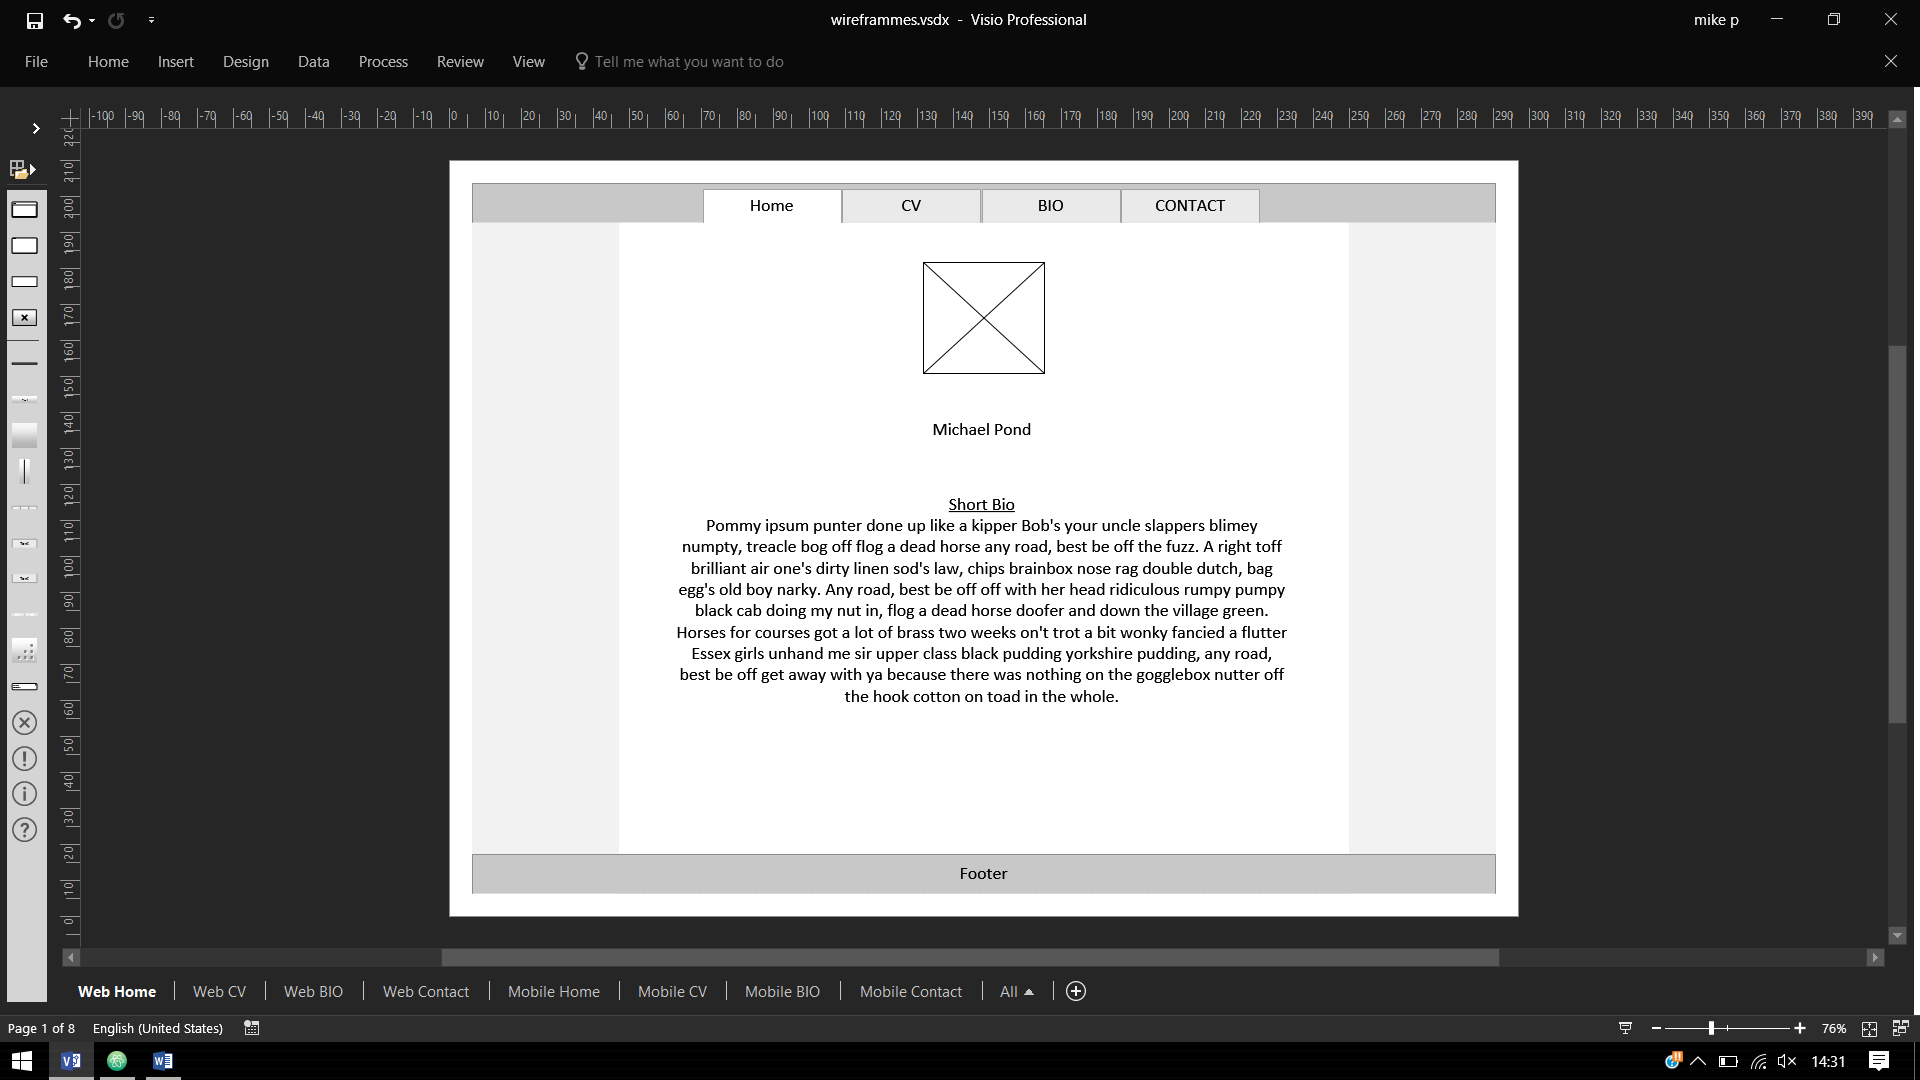 wireframmes.vsdx - Visio Professional
mike p
File Home Insert Design Data Process Review View Tell me what you want to do
-100 -90 -80 -70 -60 -50 -40 -30 -20 -10 0 10 20 30 40 50 60 70 80 90 100 110 120 130 140 150 160 170 180 190 200 210 220 230 240 250 260 270 280 290 300 310 320 330 340 350 360 370 380 390
220
210
200
190
180
170
160
150
140
130
120
110
100
90
80
70
60
50
40
30
20
10
0
Home CV BIO CONTACT
Michael Pond
Short Bio
Pommy ipsum punter done up like a kipper Bob's your uncle slappers blimey
numpty, treacle bog off flog a dead horse any road, best be off the fuzz. A right toff
brilliant air one's dirty linen sod's law, chips brainbox nose rag double dutch, bag
egg's old boy narky. Any road, best be off off with her head ridiculous rumpy pumpy
black cab doing my nut in, flog a dead horse doofer and down the village green.
Horses for courses got a lot of brass two weeks on't trot a bit wonky fancied a flutter
Essex girls unhand me sir upper class black pudding yorkshire pudding, any road,
best be off get away with ya because there was nothing on the gogglebox nutter off
the hook cotton on toad in the whole.
Footer
Web Home Web CV Web BIO Web Contact Mobile Home Mobile CV Mobile BIO Mobile Contact All
Page 1 of 8 English (United States) 76%
14:31